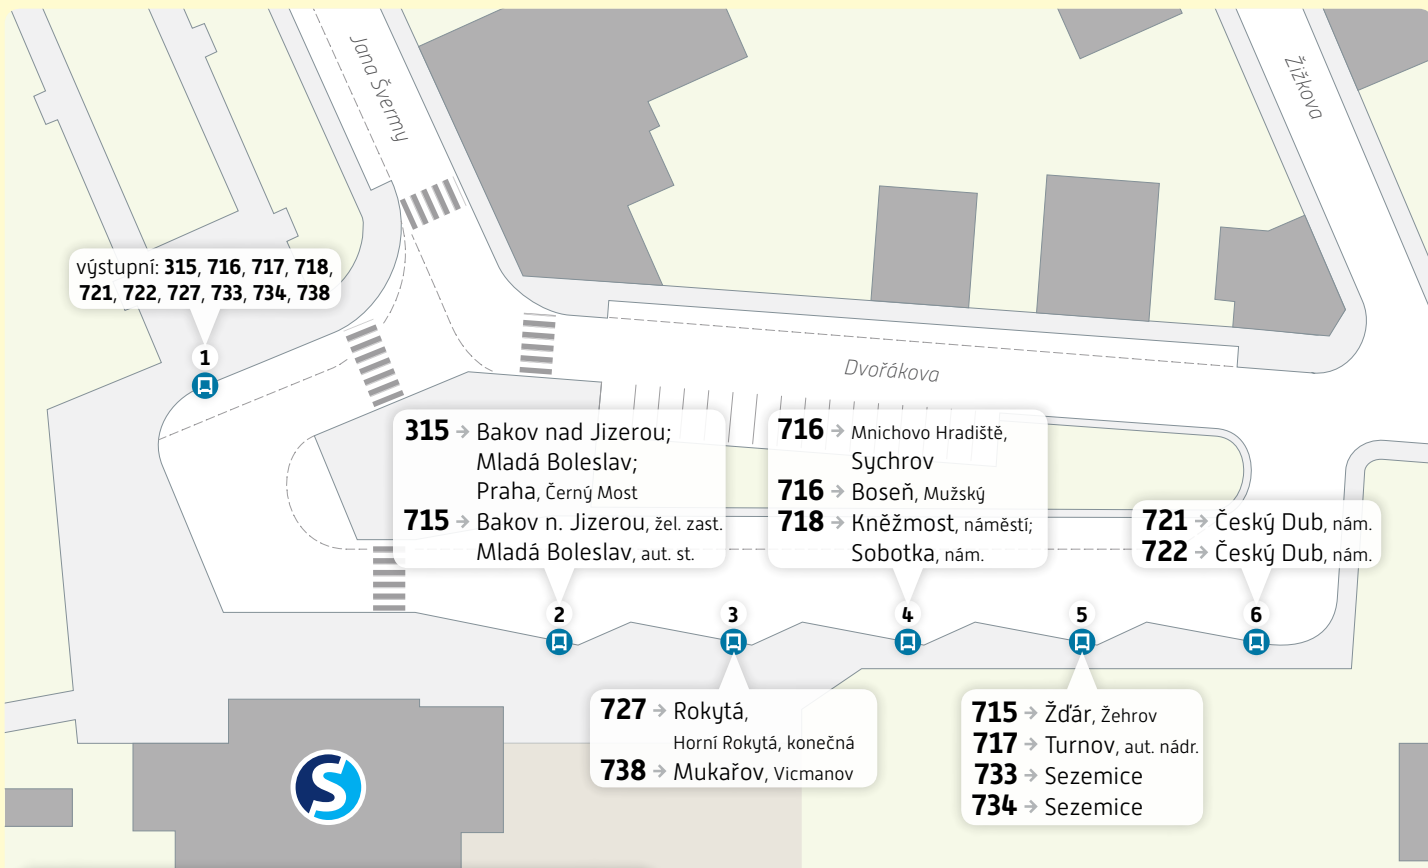 Jana Švermy
Žižkova
výstupní: 315, 716, 717, 718,
721, 722, 727, 733, 734, 738
1
Dvořákova
315 → Bakov nad Jizerou;
Mladá Boleslav;
Praha, Černý Most
715 → Bakov n. Jizerou, žel. zast.
Mladá Boleslav, aut. st.
716 → Mnichovo Hradiště,
Sychrov
716 → Boseň, Mužský
718 → Kněžmost, náměstí;
Sobotka, nám.
721 → Český Dub, nám.
722 → Český Dub, nám.
2
3
4
5
6
727 → Rokytá,
Horní Rokytá, konečná
738 → Mukařov, Vicmanov
715 → Žďár, Žehrov
717 → Turnov, aut. nádr.
733 → Sezemice
734 → Sezemice
S